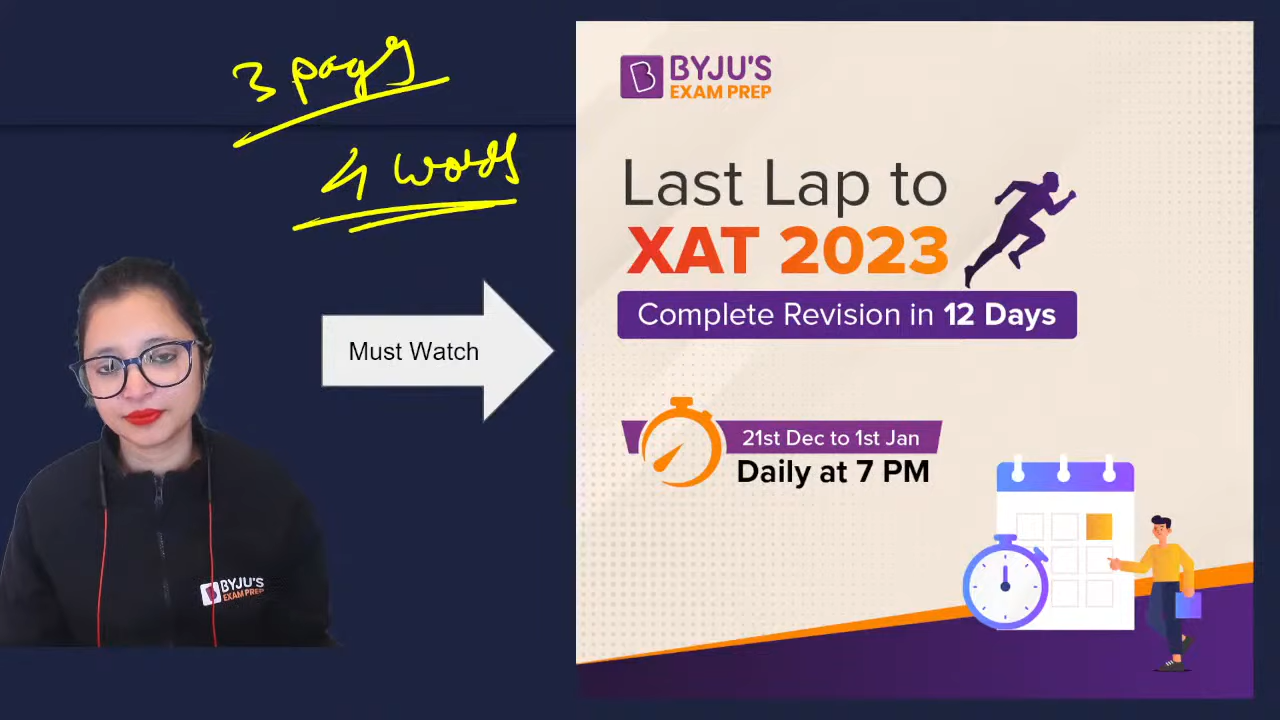 3 pages
4 words
Must Watch
BYJU'S
EXAM PREP
BYJU'S
EXAM PREP
Last Lap to
XAT 2023
Complete Revision in 12 Days
21st Dec to 1st Jan
Daily at 7 PM